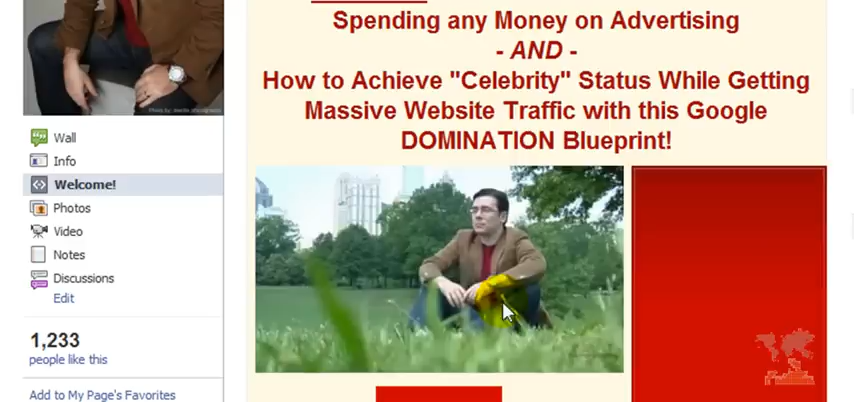 Spending any Money on Advertising
- AND -
How to Achieve "Celebrity" Status While Getting
Massive Website Traffic with this Google
DOMINATION Blueprint!
Wall
Info
Welcome!
Photos
Video
Notes
Discussions
Edit
1,233
people like this
Add to My Page's Favorites